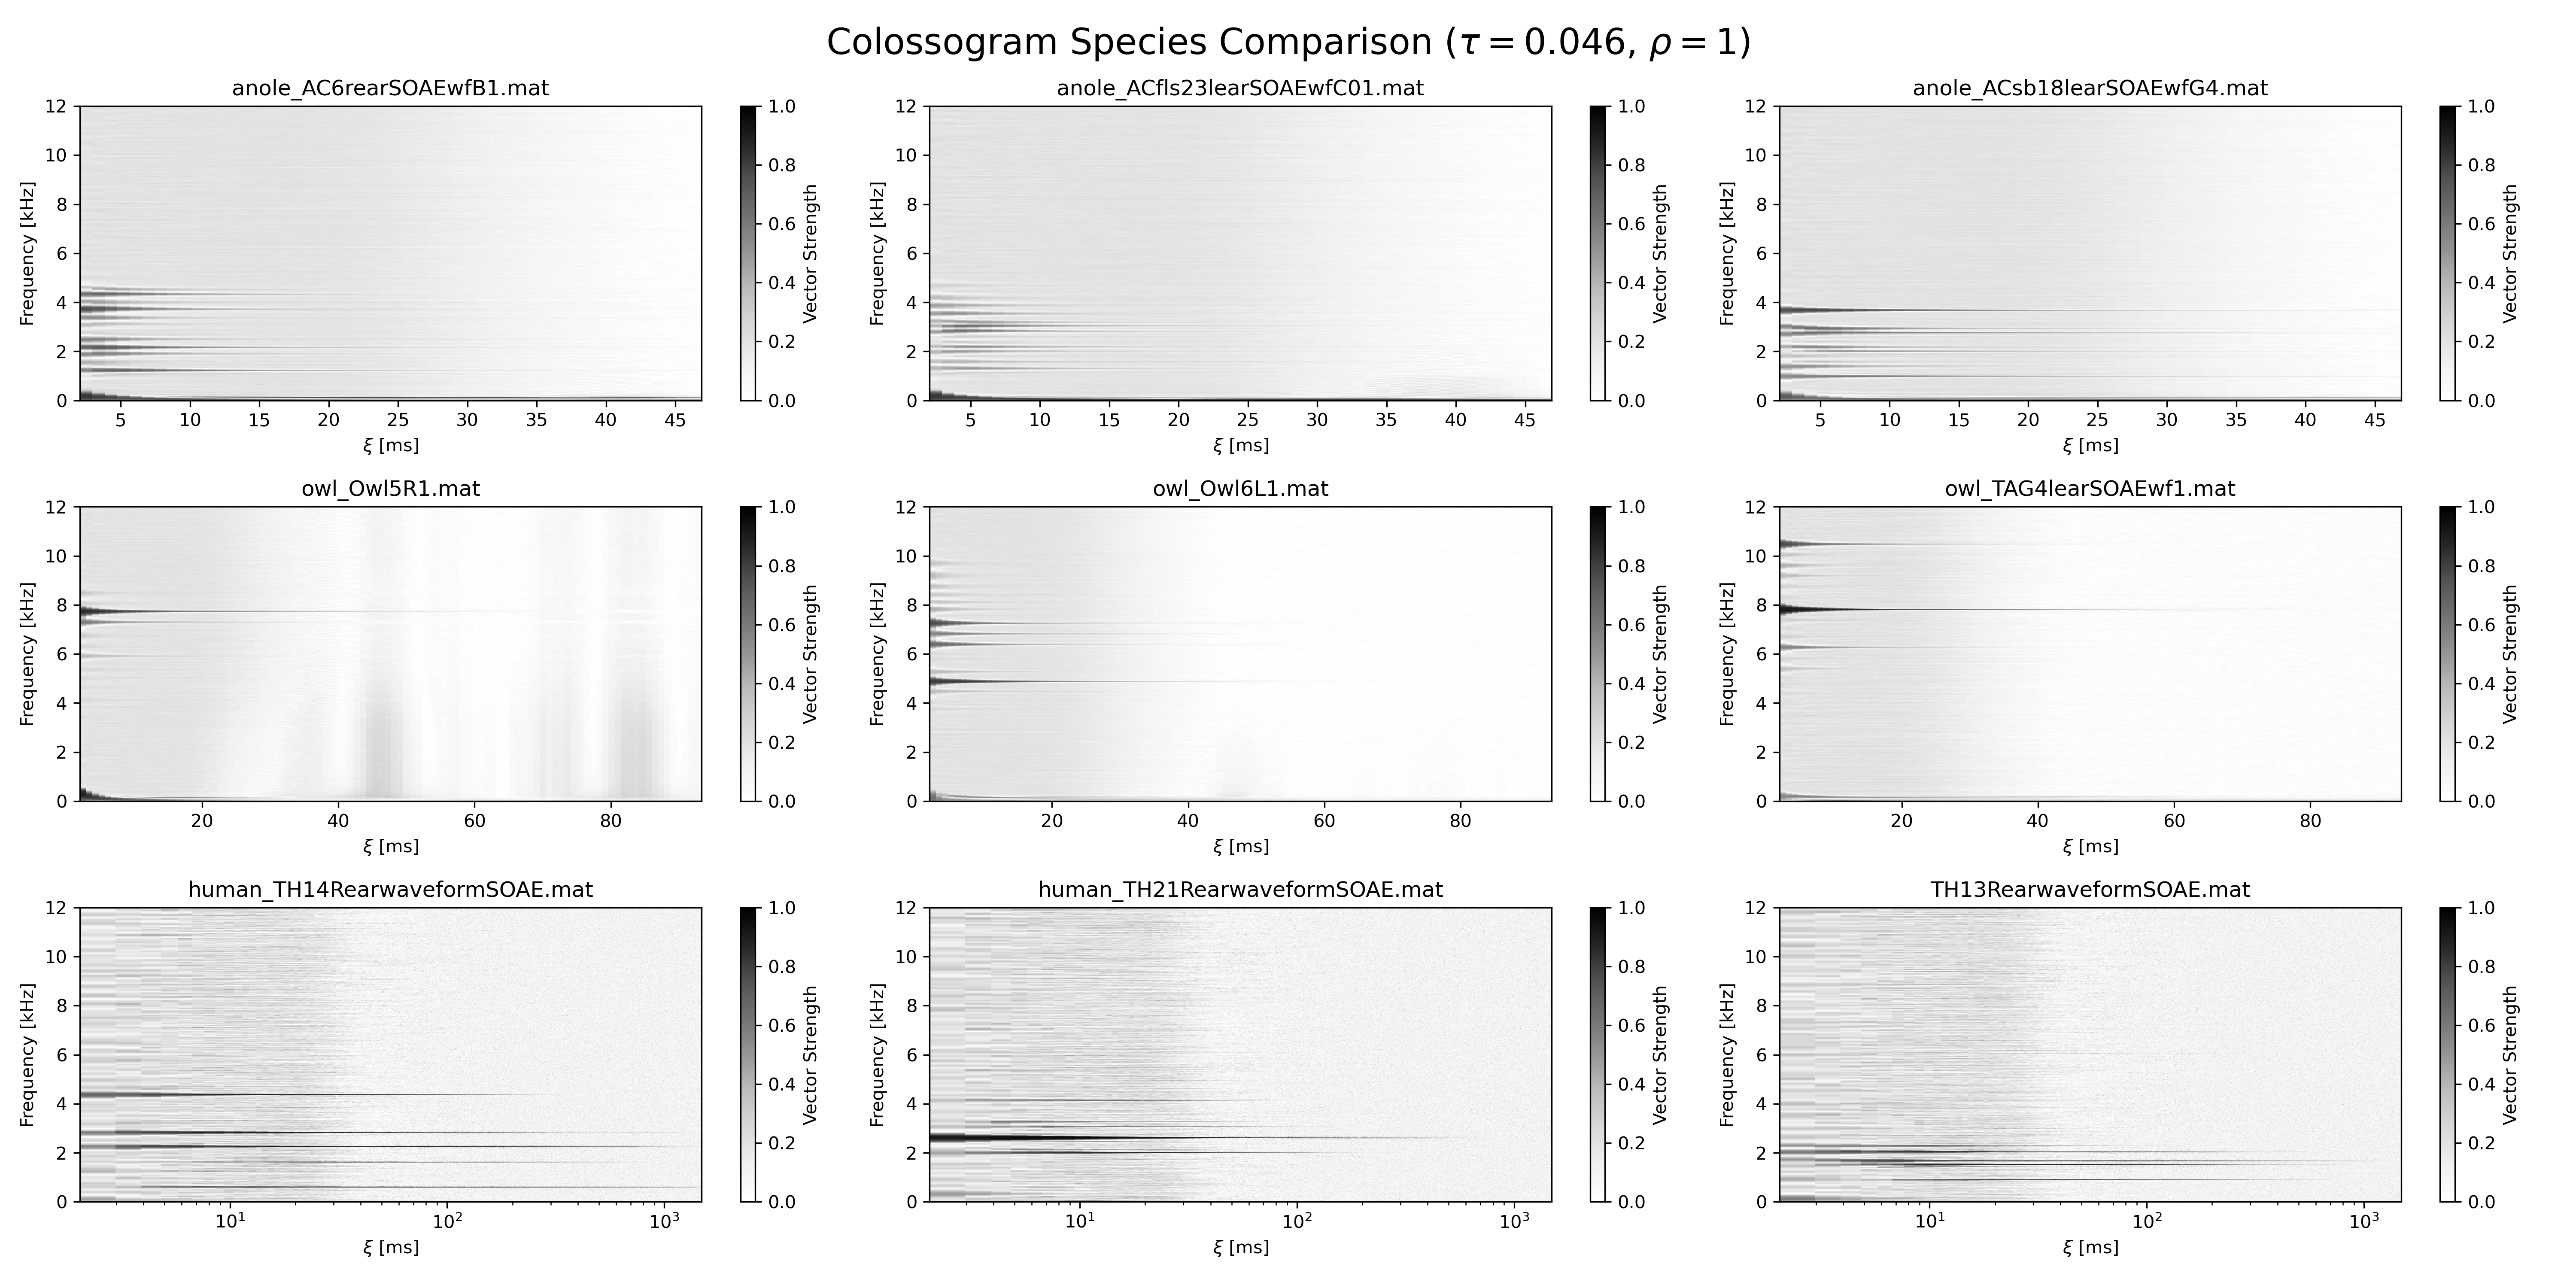 Colossogram Species Comparison (τ = 0.046, ρ = 1)
anole_AC6rearSOAEwfB1.mat
12
10
8
6
4
2
0
Frequency [kHz]
5 10 15 20 25 30 35 40 45
ξ [ms]
1.0
0.8
0.6
0.4
0.2
0.0
Vector Strength
anole_ACfls23learSOAEwfC01.mat
12
10
8
6
4
2
0
Frequency [kHz]
5 10 15 20 25 30 35 40 45
ξ [ms]
1.0
0.8
0.6
0.4
0.2
0.0
Vector Strength
anole_ACsb18learSOAEwfG4.mat
12
10
8
6
4
2
0
Frequency [kHz]
5 10 15 20 25 30 35 40 45
ξ [ms]
1.0
0.8
0.6
0.4
0.2
0.0
Vector Strength
owl_Owl5R1.mat
12
10
8
6
4
2
0
Frequency [kHz]
20 40 60 80
ξ [ms]
1.0
0.8
0.6
0.4
0.2
0.0
Vector Strength
owl_Owl6L1.mat
12
10
8
6
4
2
0
Frequency [kHz]
20 40 60 80
ξ [ms]
1.0
0.8
0.6
0.4
0.2
0.0
Vector Strength
owl_TAG4learSOAEwf1.mat
12
10
8
6
4
2
0
Frequency [kHz]
20 40 60 80
ξ [ms]
1.0
0.8
0.6
0.4
0.2
0.0
Vector Strength
human_TH14RearwaveformSOAE.mat
12
10
8
6
4
2
0
Frequency [kHz]
10¹ 10² 10³
ξ [ms]
1.0
0.8
0.6
0.4
0.2
0.0
Vector Strength
human_TH21RearwaveformSOAE.mat
12
10
8
6
4
2
0
Frequency [kHz]
10¹ 10² 10³
ξ [ms]
1.0
0.8
0.6
0.4
0.2
0.0
Vector Strength
TH13RearwaveformSOAE.mat
12
10
8
6
4
2
0
Frequency [kHz]
10¹ 10² 10³
ξ [ms]
1.0
0.8
0.6
0.4
0.2
0.0
Vector Strength